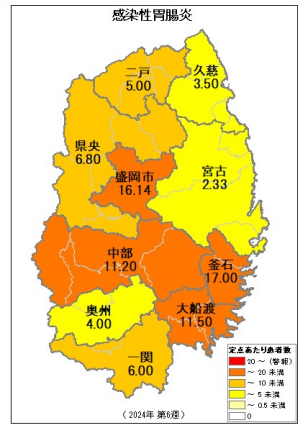 感染性胃腸炎
二戸
5.00
久慈
3.50
県央
6.80
盛岡市
16.14
宮古
2.33
中部
11.20
釜石
17.00
奥州
4.00
大船渡
11.50
一関
6.00
定点あたり患者数
20 ~ (警報)
~ 20 未満
~ 10 未満
~ 5 未満
~ 0.5 未満
0
(2024年 第6週)